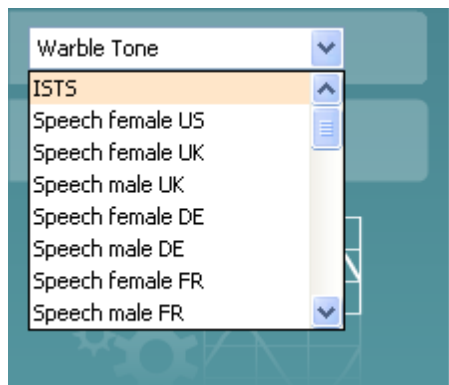 Warble Tone
ISTS
Speech female US
Speech female UK
Speech male UK
Speech female DE
Speech male DE
Speech female FR
Speech male FR